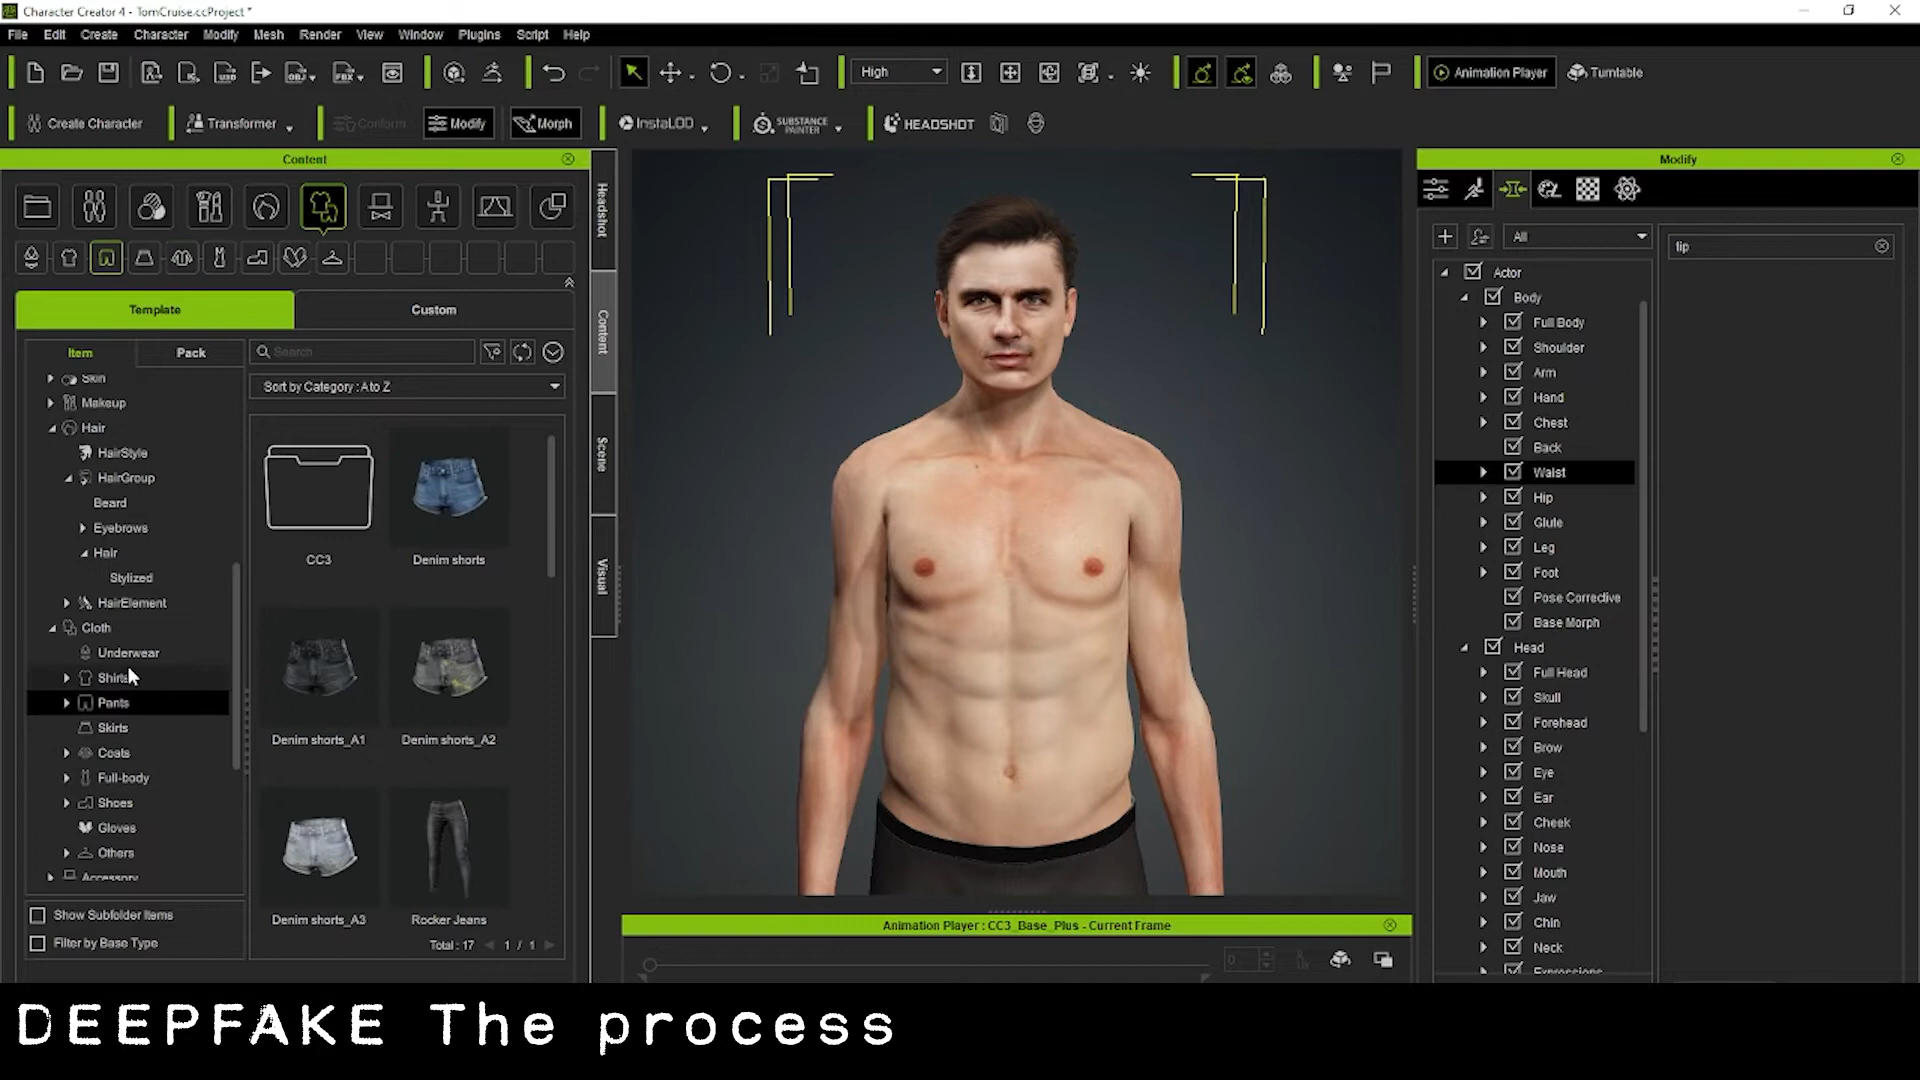 Character Creator 4 - TomCruise.ccProject *
File Edit Create Character Modify Mesh Render View Window Plugins Script Help
High
Animation Player
Turntable
Create Character
Transformer
Conform
Modify
Morph
InstaLOD
SUBSTANCE PAINTER
HEADSHOT
Content
Template
Custom
Item
Pack
Search
Sort by Category : A to Z
Skin
Makeup
Hair
HairStyle
HairGroup
Beard
Eyebrows
Hair
Stylized
HairElement
Cloth
Underwear
Shirts
Pants
Skirts
Coats
Full-body
Shoes
Gloves
Others
Accessory
Show Subfolder Items
Filter by Base Type
CC3
Denim shorts
Denim shorts_A1
Denim shorts_A2
Denim shorts_A3
Rocker Jeans
Total : 17
1 / 1
Headshot
Content
Scene
Visual
Animation Player : CC3_Base_Plus - Current Frame
0
Modify
All
lip
Actor
Body
Full Body
Shoulder
Arm
Hand
Chest
Back
Waist
Hip
Glute
Leg
Foot
Pose Corrective
Base Morph
Head
Full Head
Skull
Forehead
Brow
Eye
Ear
Cheek
Nose
Mouth
Jaw
Chin
Neck
Expressions
DEEPFAKE The process